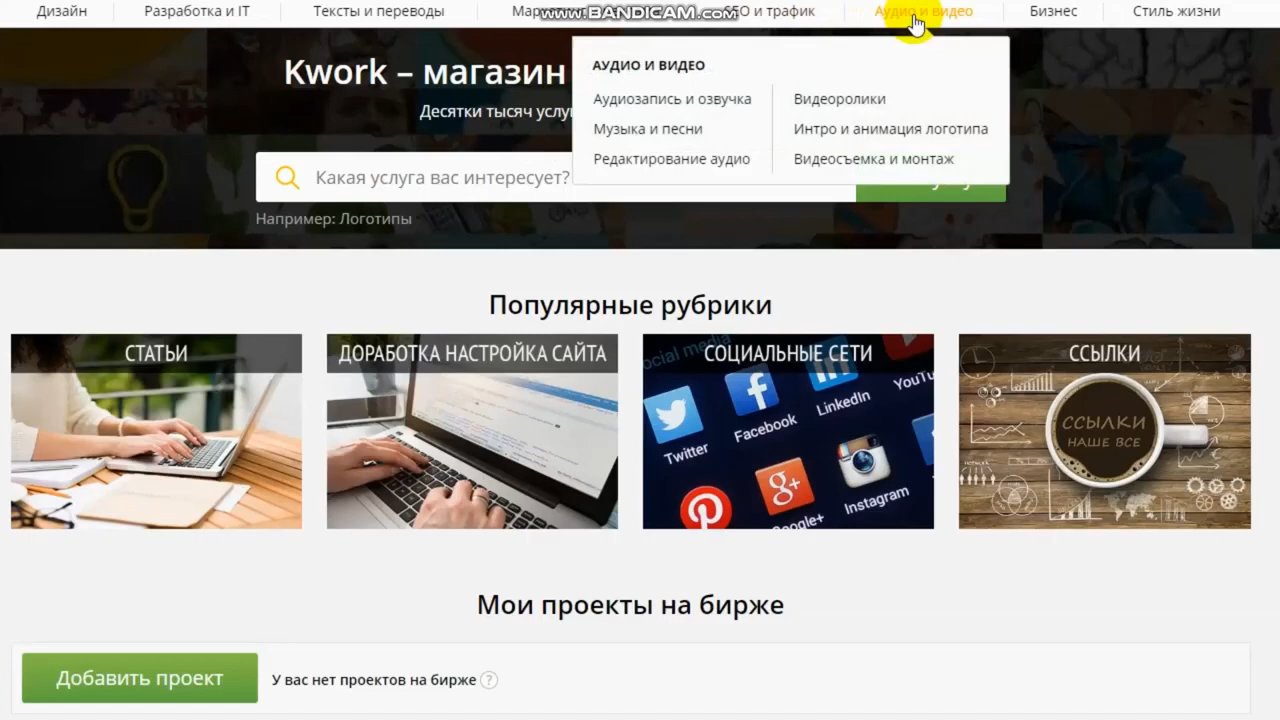 Дизайн
Разработка и IT
Тексты и переводы
www.BANDICAM.com
и трафик
Аудио и видео
Бизнес
Стиль жизни
Kwork – магазин
Десятки тысяч
АУДИО И ВИДЕО
Аудиозапись и озвучка
Видеоролики
Музыка и песни
Интро и анимация логотипа
Редактирование аудио
Видеосъемка и монтаж
Какая услуга вас интересует?
Например: Логотипы
Популярные рубрики
СТАТЬИ
ДОРАБОТКА НАСТРОЙКА САЙТА
СОЦИАЛЬНЫЕ СЕТИ
social media
Twitter
Facebook
LinkedIn
Instagram
ССЫЛКИ
ССЫЛКИ
НАШЕ ВСЕ
Мои проекты на бирже
Добавить проект
У вас нет проектов на бирже ?